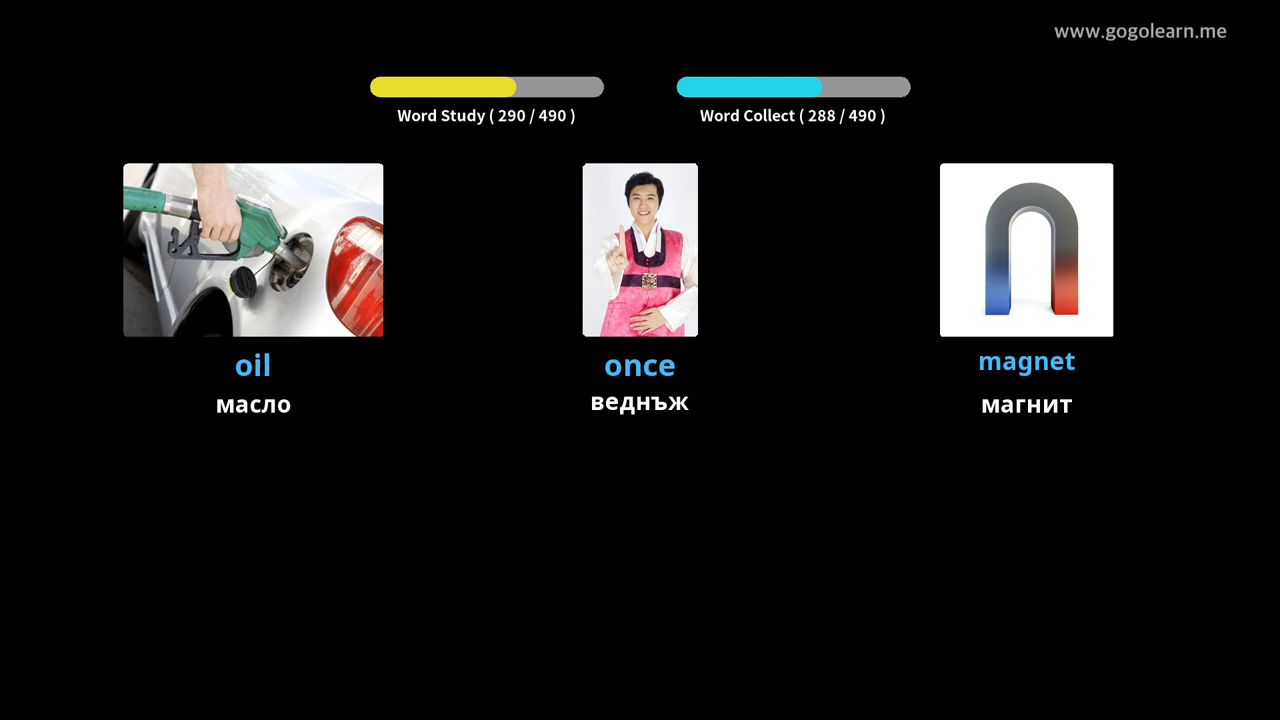 www.gogolearn.me
Word Study ( 290 / 490 )
Word Collect ( 288 / 490 )
oil
once
magnet
масло
веднъж
магнит